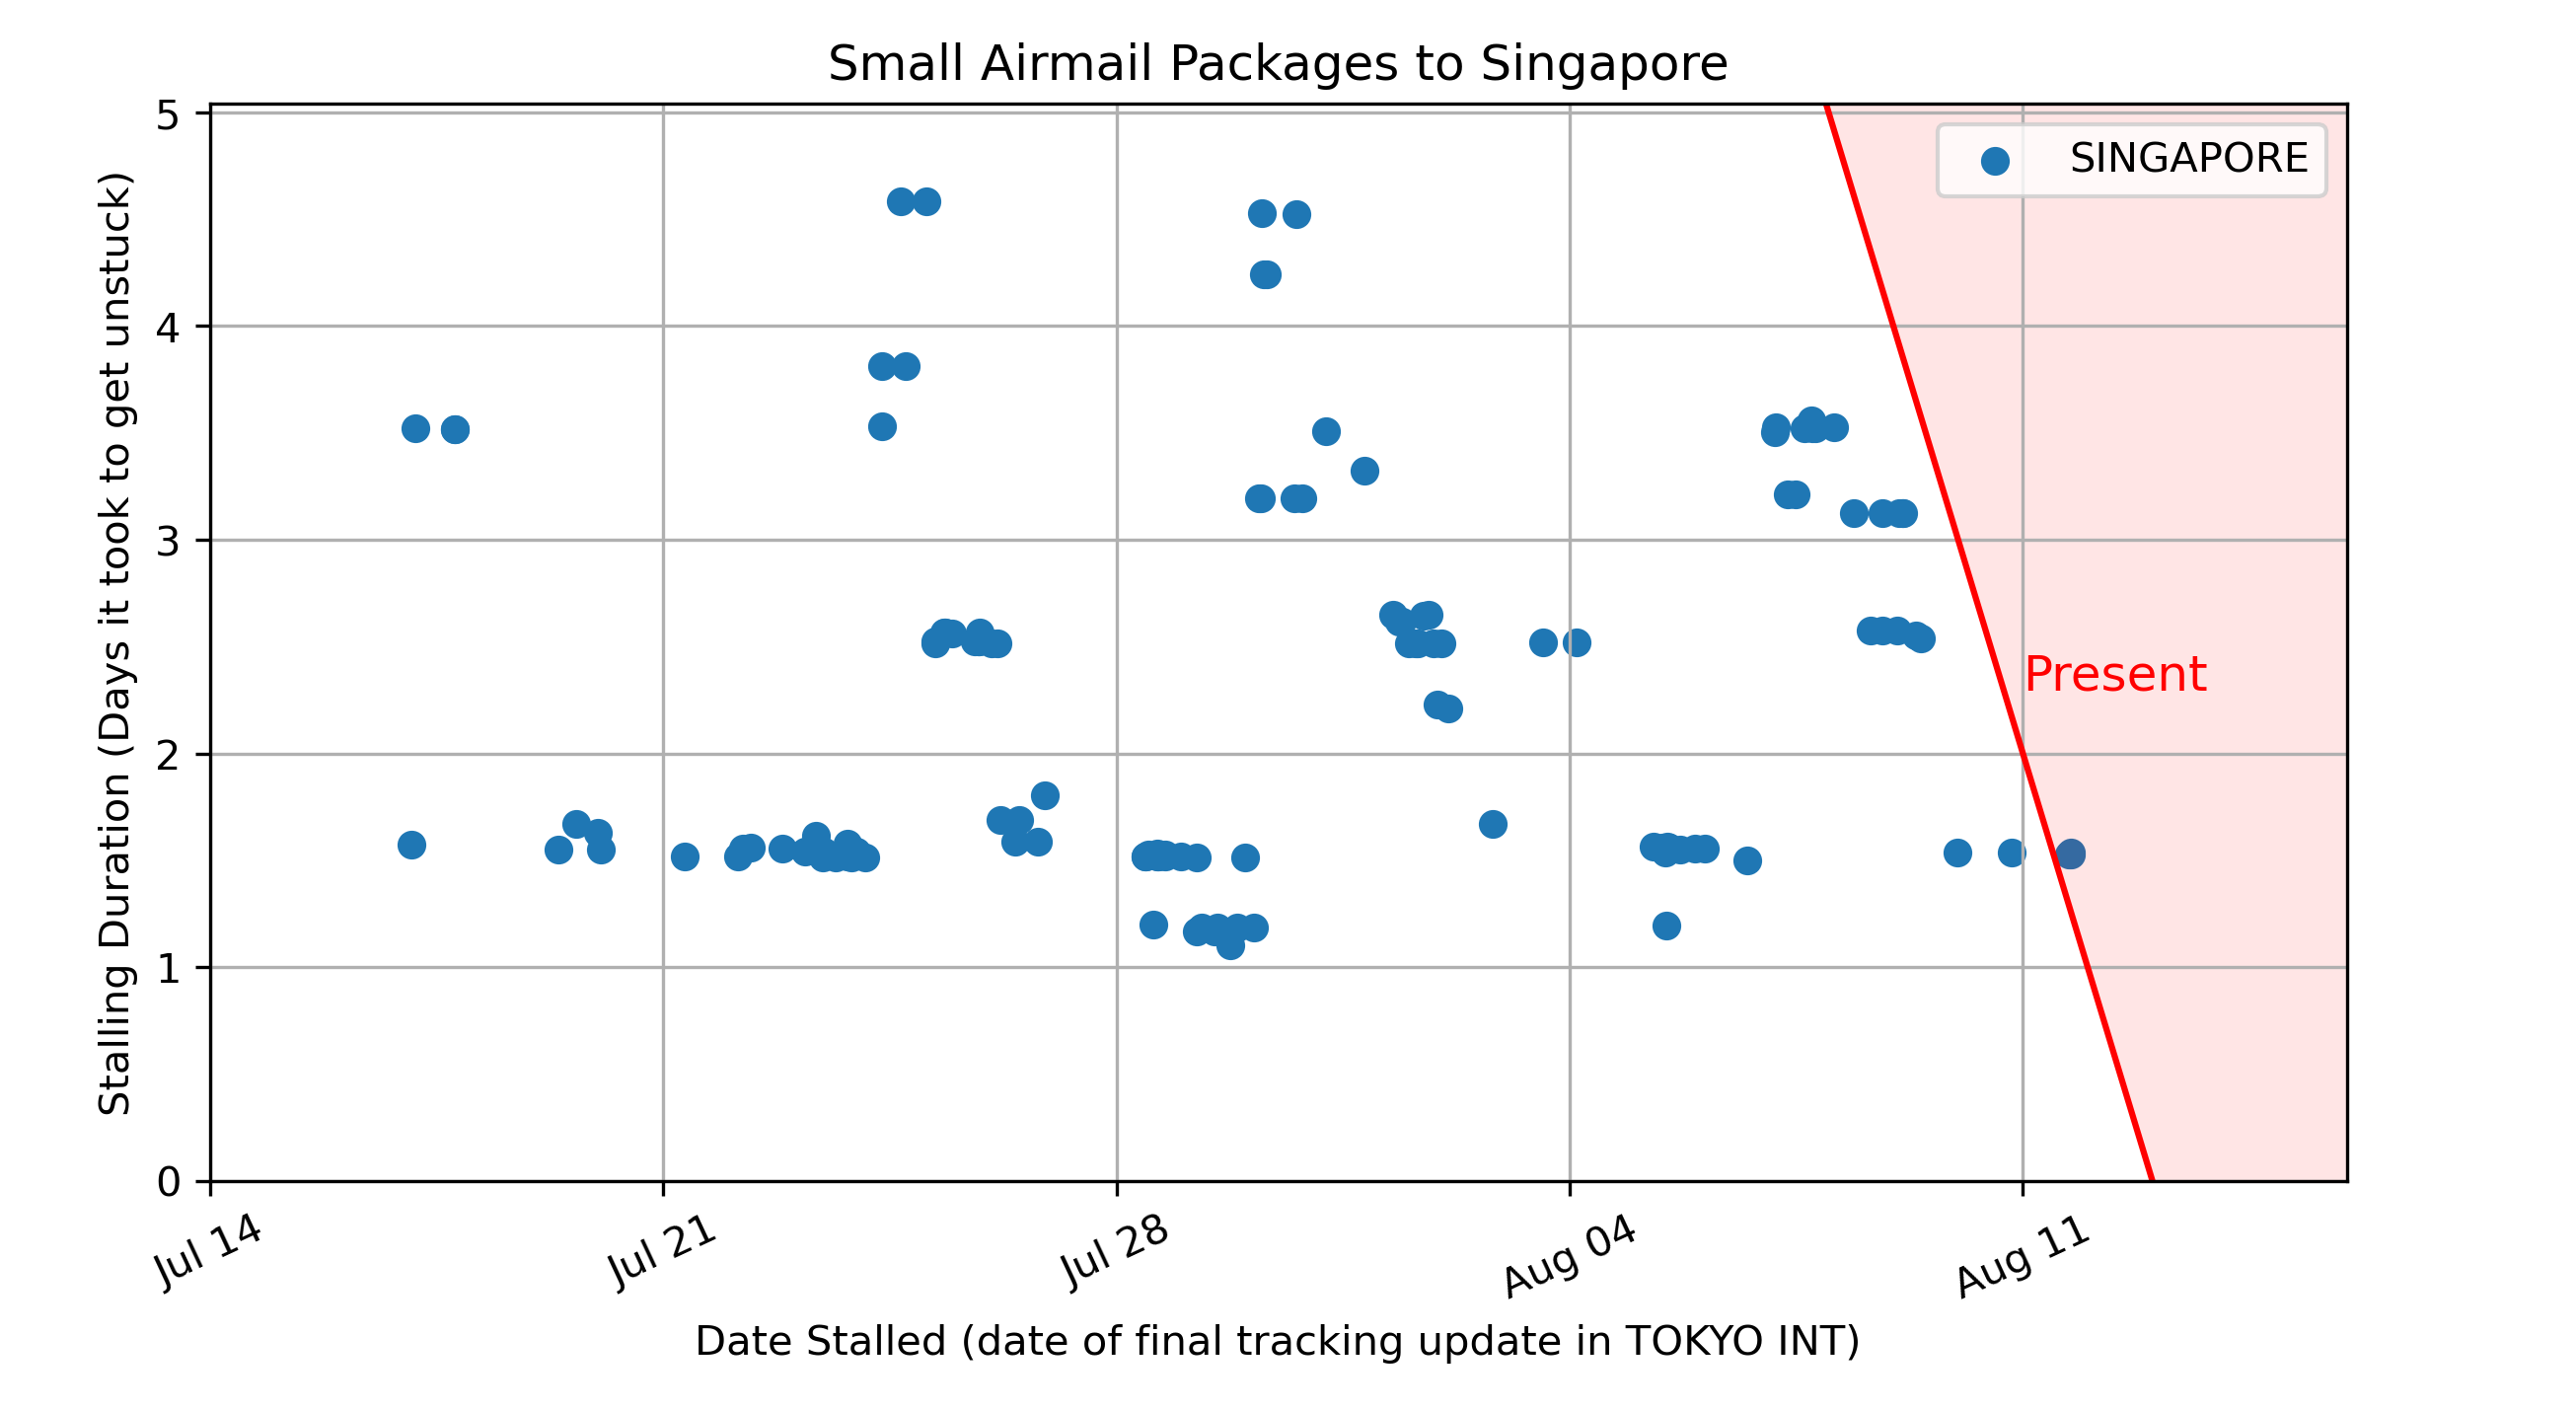 Small Airmail Packages to Singapore
Stalling Duration (Days it took to get unstuck)
5
4
3
2
1
0
SINGAPORE
Present
Jul 14
Jul 21
Jul 28
Aug 04
Aug 11
Date Stalled (date of final tracking update in TOKYO INT)